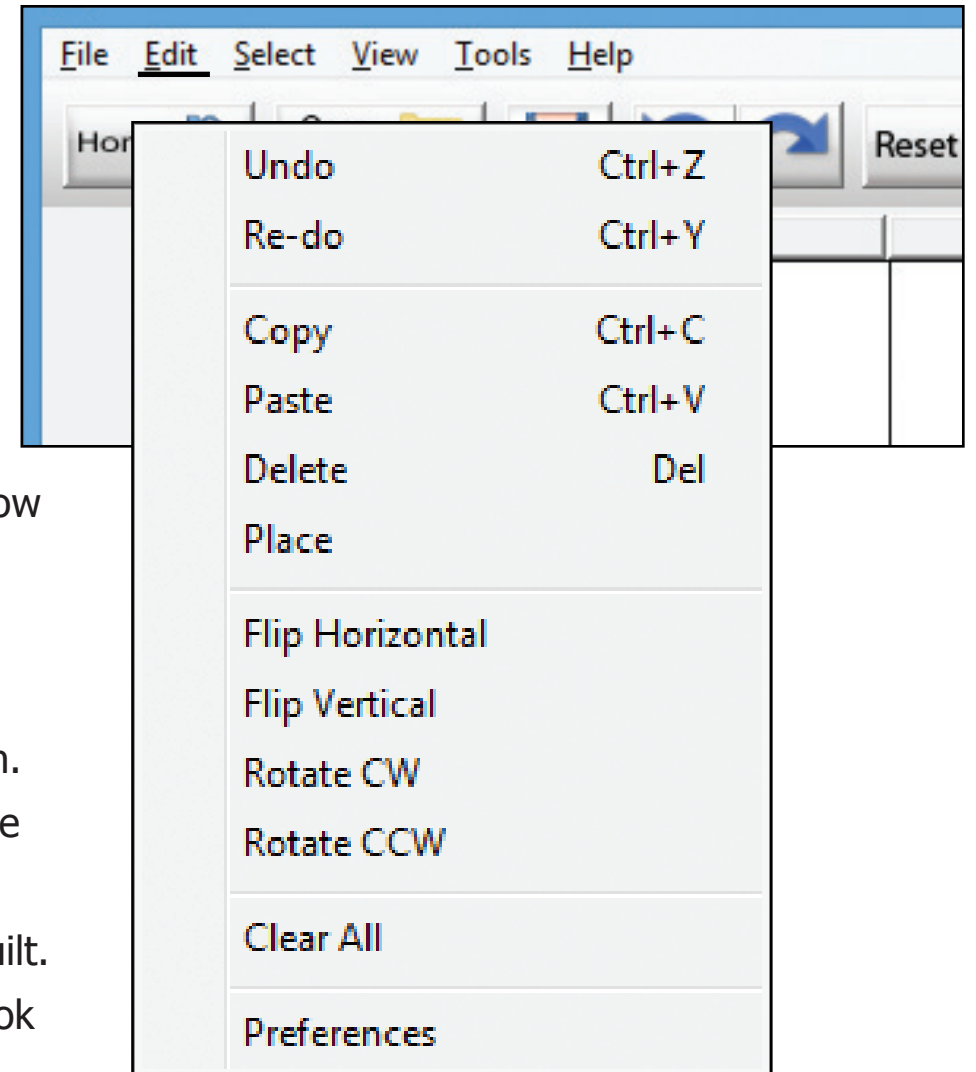 File Edit Select View Tools Help
Reset
Undo Ctrl+Z
Re-do Ctrl+Y
Copy Ctrl+C
Paste Ctrl+V
Delete Del
Place
Flip Horizontal
Flip Vertical
Rotate CW
Rotate CCW
Clear All
Preferences